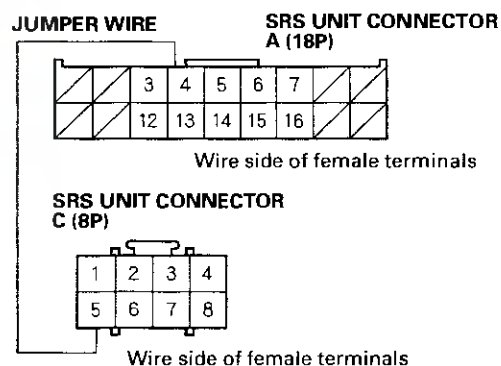 JUMPER WIRE
SRS UNIT CONNECTOR
A (18P)
3 4 5 6 7
12 13 14 15 16
Wire side of female terminals
SRS UNIT CONNECTOR
C (8P)
1 2 3 4
5 6 7 8
Wire side of female terminals